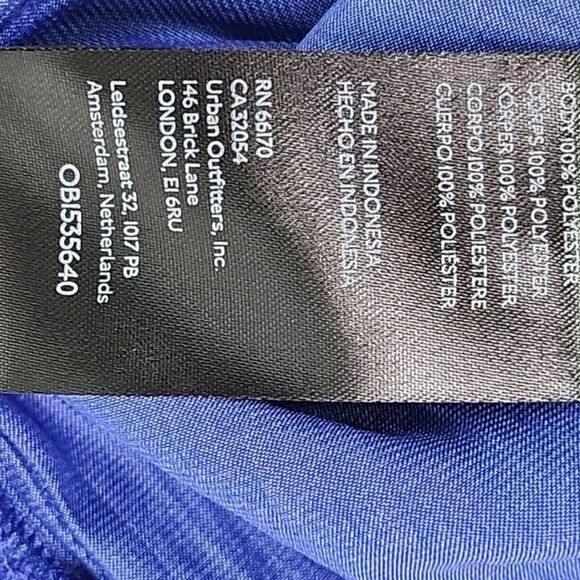 BODY 100% POLYESTER
CORPS 100% POLYESTER
KÖRPER 100% POLYESTER
CORPO 100% POLIESTERE
CUERPO 100% POLIÉSTER
MADE IN INDONESIA
HECHO EN INDONESIA
RN 66170
CA 32054
Urban Outfitters, Inc.
146 Brick Lane
LONDON, E1 6RU
Leidsestraat 32, 1017 PB
Amsterdam, Netherlands
OB1535640